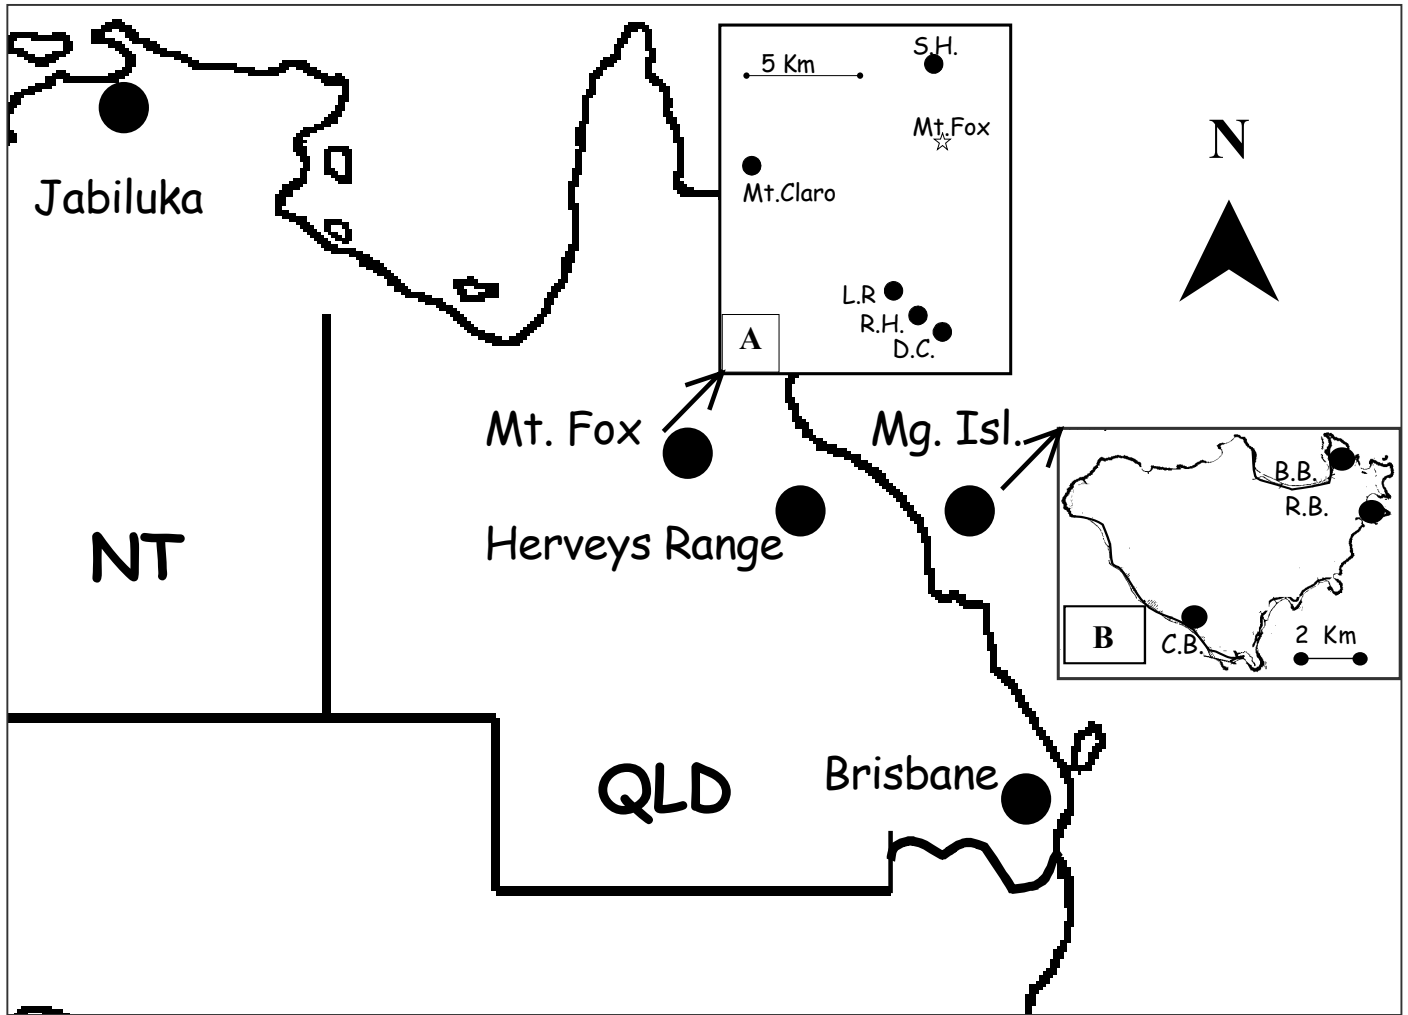 S.H.
5 Km
Mt.Fox
N
Mt.Claro
Jabiluka
L.R
R.H.
D.C.
A
Mt. Fox
Mg. Isl.
B.B.
R.B.
Herveys Range
NT
B
C.B.
2 Km
QLD
Brisbane